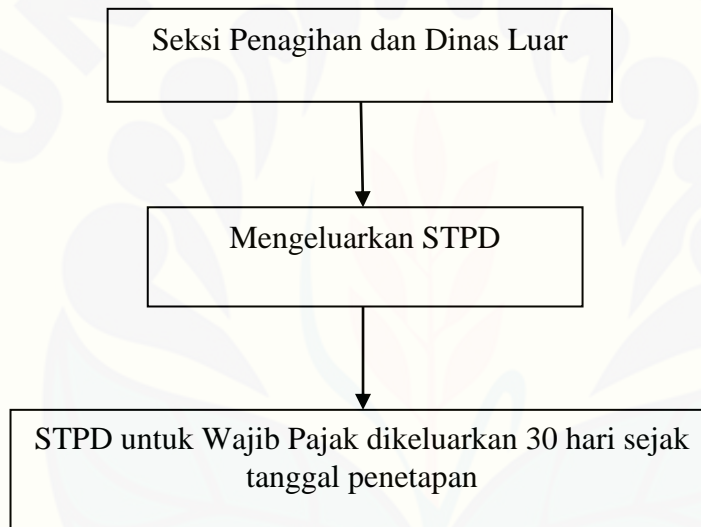 Seksi Penagihan dan Dinas Luar
Mengeluarkan STPD
STPD untuk Wajib Pajak dikeluarkan 30 hari sejak
tanggal penetapan